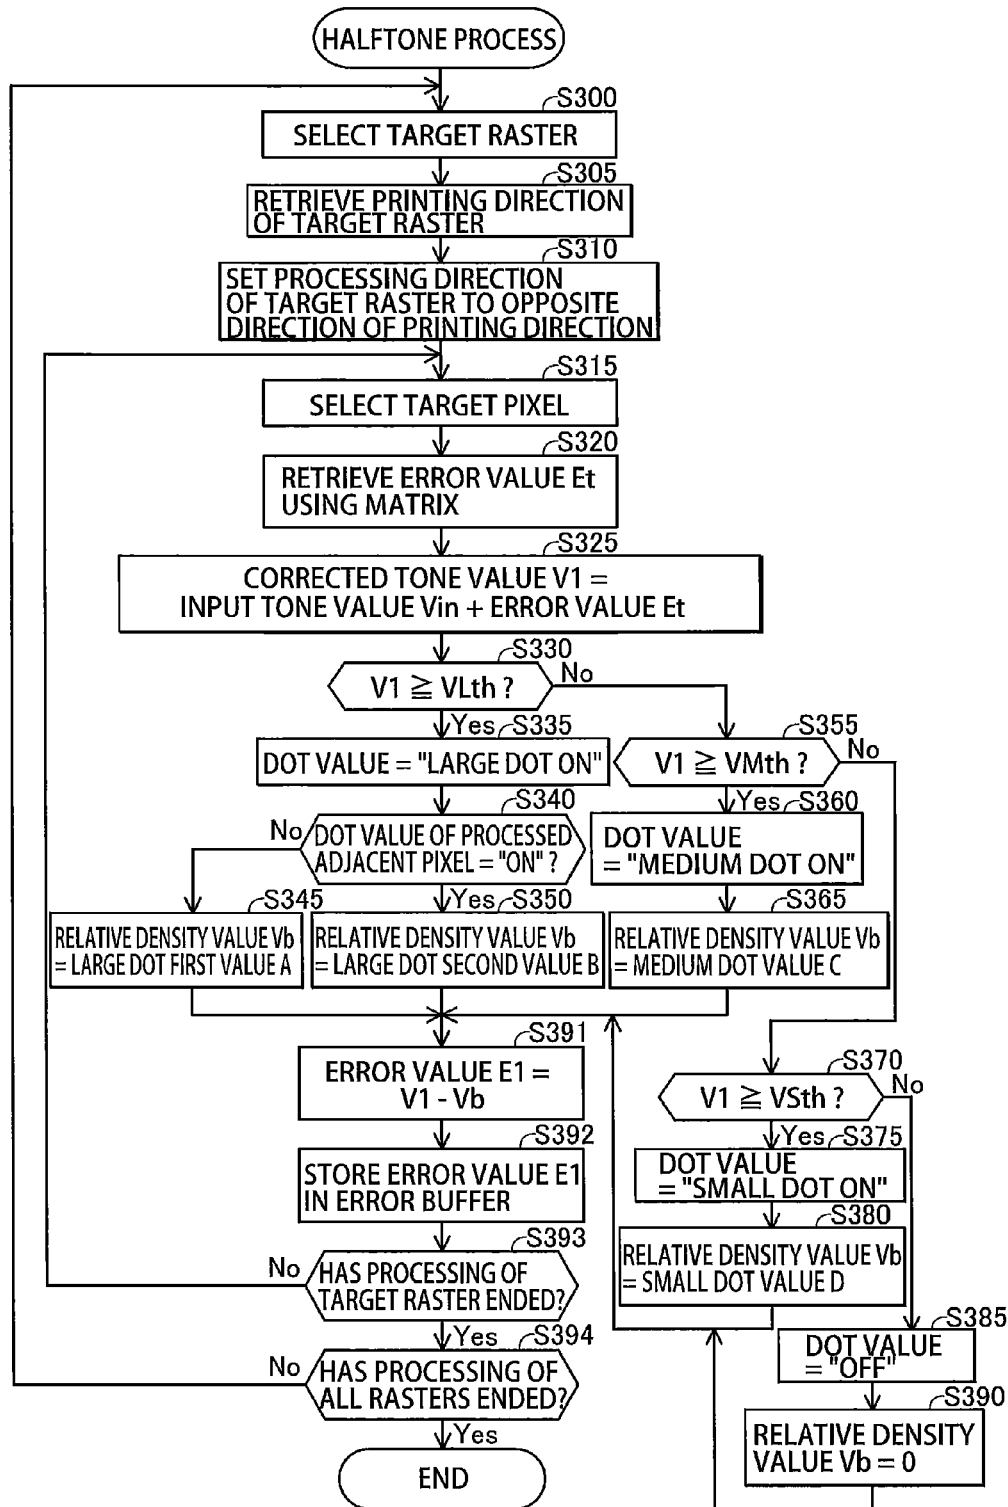 HALFTONE PROCESS
S300
SELECT TARGET RASTER
S305
RETRIEVE PRINTING DIRECTION
OF TARGET RASTER
S310
SET PROCESSING DIRECTION
OF TARGET RASTER TO OPPOSITE
DIRECTION OF PRINTING DIRECTION
S315
SELECT TARGET PIXEL
S320
RETRIEVE ERROR VALUE Et
USING MATRIX
S325
CORRECTED TONE VALUE V1 =
INPUT TONE VALUE Vin + ERROR VALUE Et
S330
V1 ≧ VLth ?
No
Yes
S335
DOT VALUE = "LARGE DOT ON"
S340
No
DOT VALUE OF PROCESSED
ADJACENT PIXEL = "ON" ?
S345
RELATIVE DENSITY VALUE Vb
= LARGE DOT FIRST VALUE A
Yes
S350
RELATIVE DENSITY VALUE Vb
= LARGE DOT SECOND VALUE B
S355
V1 ≧ VMth ?
No
Yes
S360
DOT VALUE
= "MEDIUM DOT ON"
S365
RELATIVE DENSITY VALUE Vb
= MEDIUM DOT VALUE C
S370
V1 ≧ VSth ?
No
Yes
S375
DOT VALUE
= "SMALL DOT ON"
S380
RELATIVE DENSITY VALUE Vb
= SMALL DOT VALUE D
S385
DOT VALUE
= "OFF"
S390
RELATIVE DENSITY
VALUE Vb = 0
S391
ERROR VALUE E1 =
V1 - Vb
S392
STORE ERROR VALUE E1
IN ERROR BUFFER
S393
No
HAS PROCESSING OF
TARGET RASTER ENDED?
Yes
S394
No
HAS PROCESSING OF
ALL RASTERS ENDED?
Yes
END